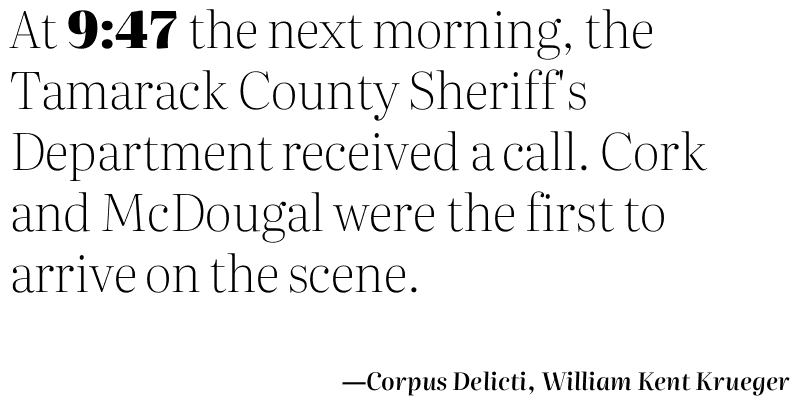 At 9:47 the next morning, the
Tamarack County Sheriff's
Department received a call. Cork
and McDougal were the first to
arrive on the scene.
—Corpus Delicti, William Kent Krueger